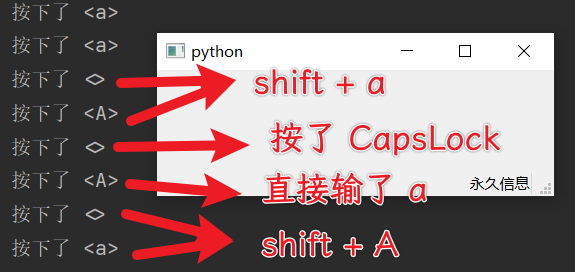 按下了 <a>
按下了 <a>
按下了 <>
按下了 <A>
按下了 <>
按下了 <A>
按下了 <>
按下了 <a>
python
shift + a
按了 CapsLock
直接输了 a
永久信息
shift + A